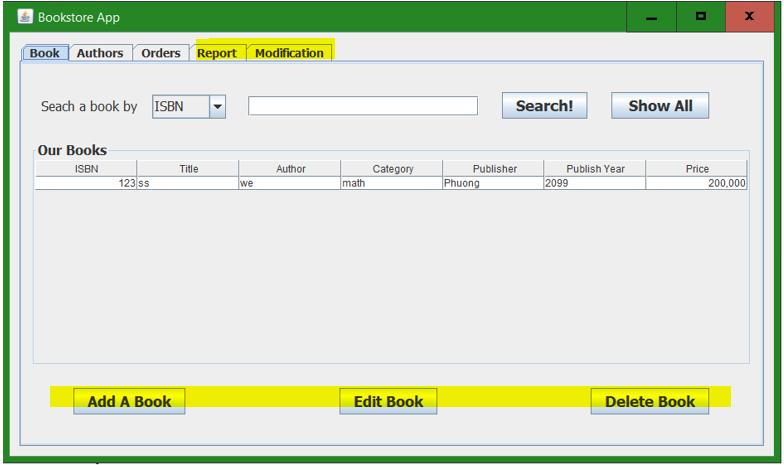 Bookstore App
Book Authors Orders Report Modification
Seach a book by ISBN Search! Show All
Our Books
ISBN Title Author Category Publisher Publish Year Price
123 ss we math Phuong 2099 200,000
Add A Book Edit Book Delete Book